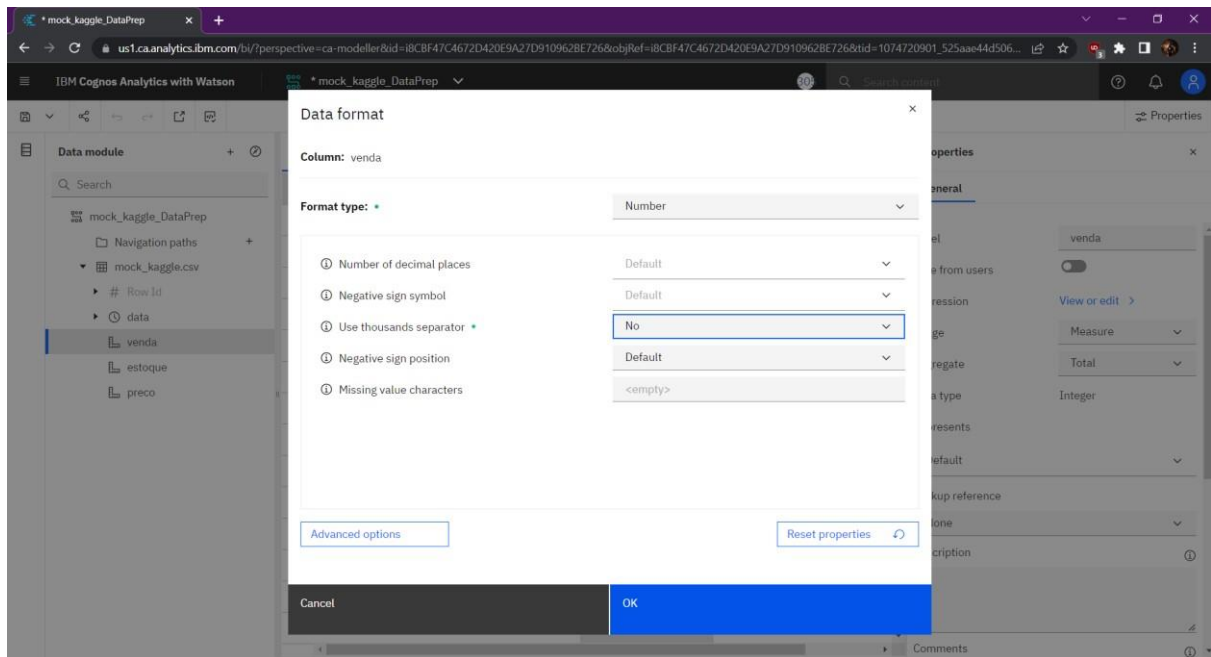 * mock_kaggle_DataPrep
us1.ca.analytics.ibm.com/bi/?perspective=ca-modeller&id=i8CBF47C4672D420E9A27D910962BE726&objRef=i8CBF47C4672D420E9A27D910962BE726&tid=1074720901_525aae44d506...
IBM Cognos Analytics with Watson
* mock_kaggle_DataPrep
Search content
Properties
Data module
Search
mock_kaggle_DataPrep
Navigation paths
mock_kaggle.csv
# Row Id
data
venda
estoque
preco
Data format
Column: venda
Format type: Number
Number of decimal places Default
Negative sign symbol Default
Use thousands separator No
Negative sign position Default
Missing value characters <empty>
Advanced options
Reset properties
Cancel
OK
operties
eneral
el venda
e from users
ression View or edit
ge Measure
regate Total
a type Integer
resents
efault
kup reference
lone
cription
Comments